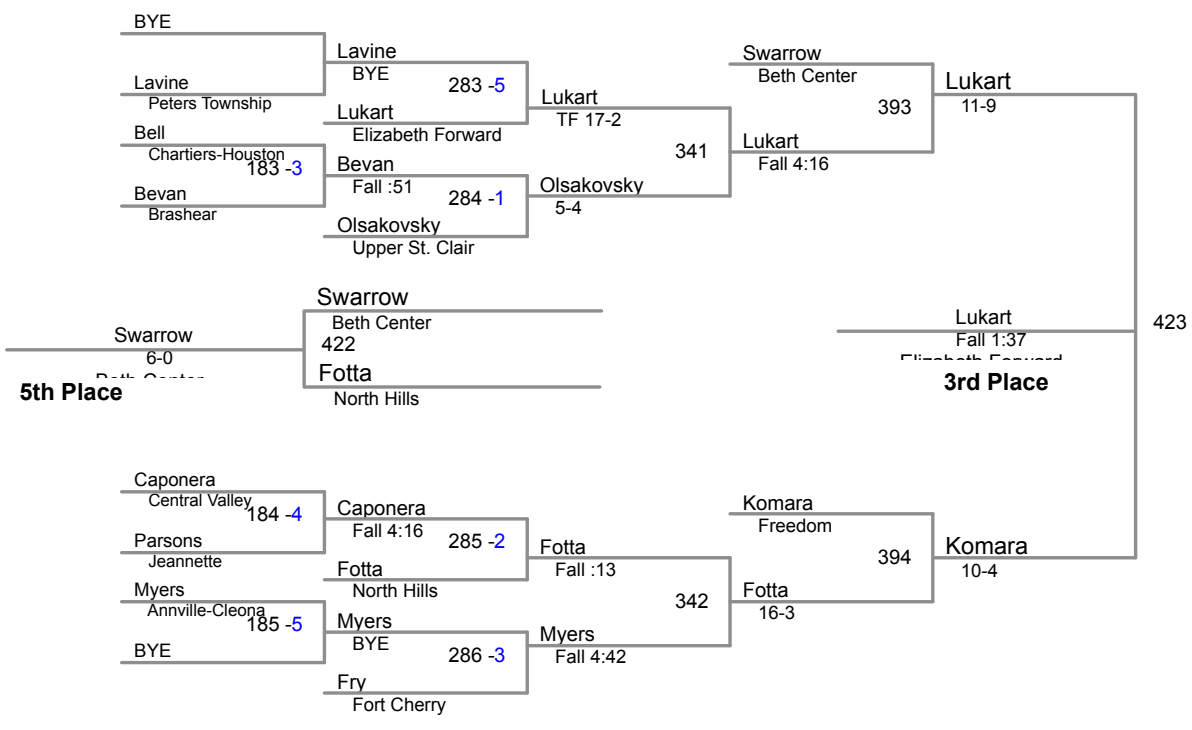 BYE
Lavine
Peters Township
Lavine
BYE
283 -5
Lukart
Elizabeth Forward
Bell
Chartiers-Houston
183 -3
Bevan
Brashear
Bevan
Fall :51
284 -1
Olsakovsky
Upper St. Clair
Lukart
TF 17-2
341
Olsakovsky
5-4
Swarrow
Beth Center
393
Lukart
Fall 4:16
Lukart
11-9
Swarrow
Beth Center
422
Fotta
North Hills
Swarrow
6-0
Beth Center
5th Place
Lukart
Fall 1:37
Elizabeth Forward
3rd Place
423
Caponera
Central Valley
184 -4
Parsons
Jeannette
Caponera
Fall 4:16
285 -2
Fotta
North Hills
Myers
Annville-Cleona
185 -5
BYE
Myers
BYE
286 -3
Fry
Fort Cherry
Fotta
Fall :13
342
Myers
Fall 4:42
Komara
Freedom
394
Fotta
16-3
Komara
10-4